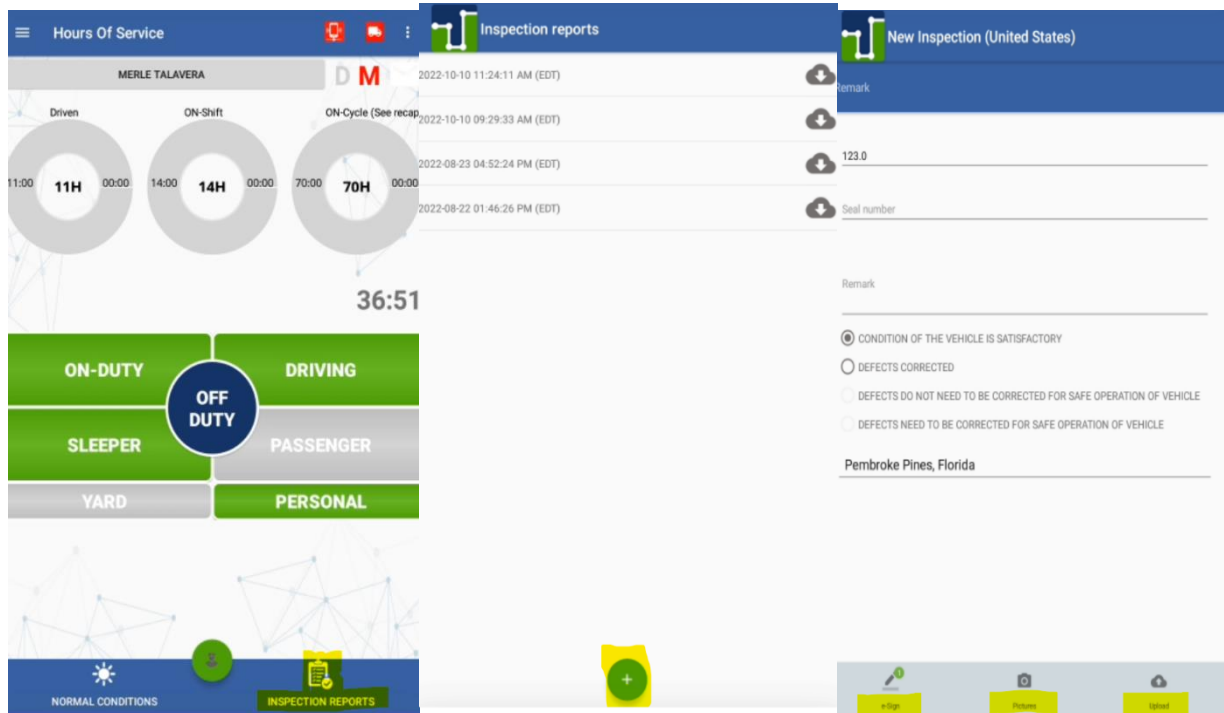 Hours Of Service
MERLE TALAVERA
D M
Driven
ON-Shift
ON-Cycle (See recap
11:00
11H
00:00
14:00
14H
00:00
70:00
70H
00:00
36:51
ON-DUTY
DRIVING
OFF
DUTY
SLEEPER
PASSENGER
YARD
PERSONAL
NORMAL CONDITIONS
INSPECTION REPORTS
Inspection reports
2022-10-10 11:24:11 AM (EDT)
2022-10-10 09:29:33 AM (EDT)
2022-08-23 04:52:24 PM (EDT)
2022-08-22 01:46:26 PM (EDT)
+
New Inspection (United States)
Remark
123.0
Seal number
Remark
CONDITION OF THE VEHICLE IS SATISFACTORY
DEFECTS CORRECTED
DEFECTS DO NOT NEED TO BE CORRECTED FOR SAFE OPERATION OF VEHICLE
DEFECTS NEED TO BE CORRECTED FOR SAFE OPERATION OF VEHICLE
Pembroke Pines, Florida
e-Sign
Pictures
Upload